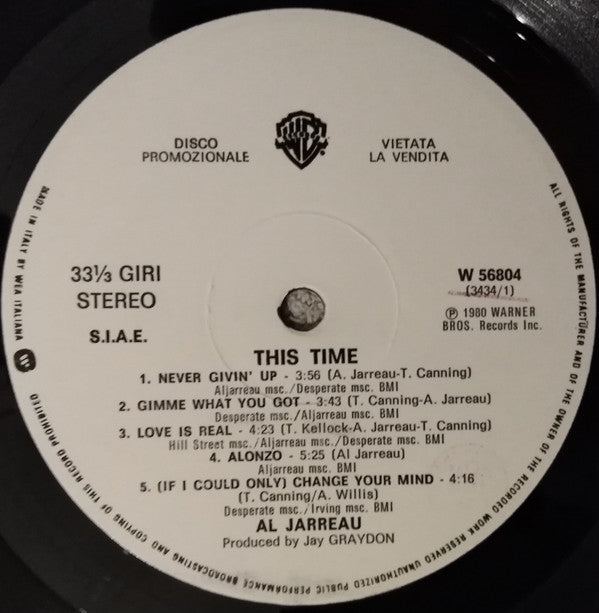 DISCO
PROMOZIONALE
VIETATA
LA VENDITA
33⅓ GIRI
STEREO
S.I.A.E.
W 56804
(3434/1)
℗ 1980 WARNER
BROS. Records Inc.
THIS TIME
1. NEVER GIVIN' UP - 3:56 (A. Jarreau-T. Canning)
Aljarreau msc./Desperate msc. BMI
2. GIMME WHAT YOU GOT - 3:43 (T. Canning-A. Jarreau)
Desperate msc./Aljarreau msc. BMI
3. LOVE IS REAL - 4:23 (T. Kellock-A. Jarreau-T. Canning)
Hill Street msc./Aljarreau msc./Desperate msc. BMI
4. ALONZO - 5:25 (Al Jarreau)
Aljarreau msc. BMI
5. (IF I COULD ONLY) CHANGE YOUR MIND - 4:16
(T. Canning/A. Willis)
Desperate msc./Irving msc. BMI
AL JARREAU
Produced by Jay GRAYDON
MADE IN ITALY BY WEA ITALIANA
ALL RIGHTS OF THE MANUFACTURER AND OF THE OWNER OF THE RECORDED WORK RESERVED UNAUTHORIZED PUBLIC PERFORMANCE BROADCASTING AND COPYING OF THIS RECORD PROHIBITED